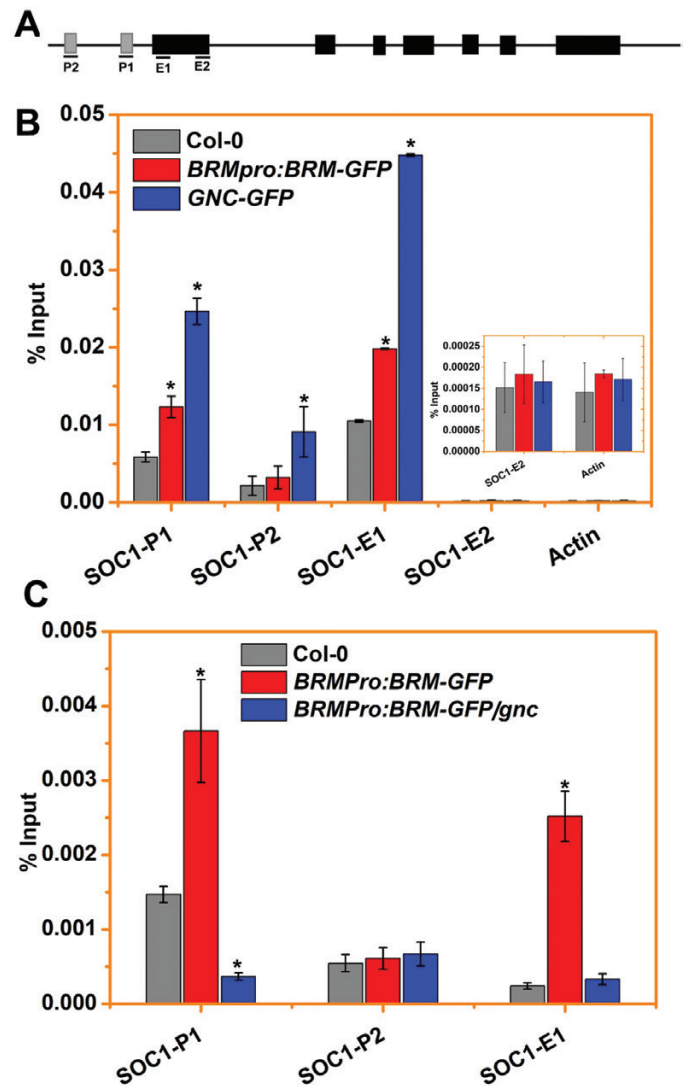 A
P2 P1 E1 E2
B
Col-0
BRMpro:BRM-GFP
GNC-GFP
% Input
0.05
0.04
0.03
0.02
0.01
0.00
*
*
*
*
*
% Input
0.00025
0.00020
0.00015
0.00010
0.00005
0.00000
SOC1-E2 Actin
SOC1-P1 SOC1-P2 SOC1-E1 SOC1-E2 Actin
C
Col-0
BRMPro:BRM-GFP
BRMPro:BRM-GFP/gnc
% Input
0.005
0.004
0.003
0.002
0.001
0.000
*
*
*
SOC1-P1 SOC1-P2 SOC1-E1